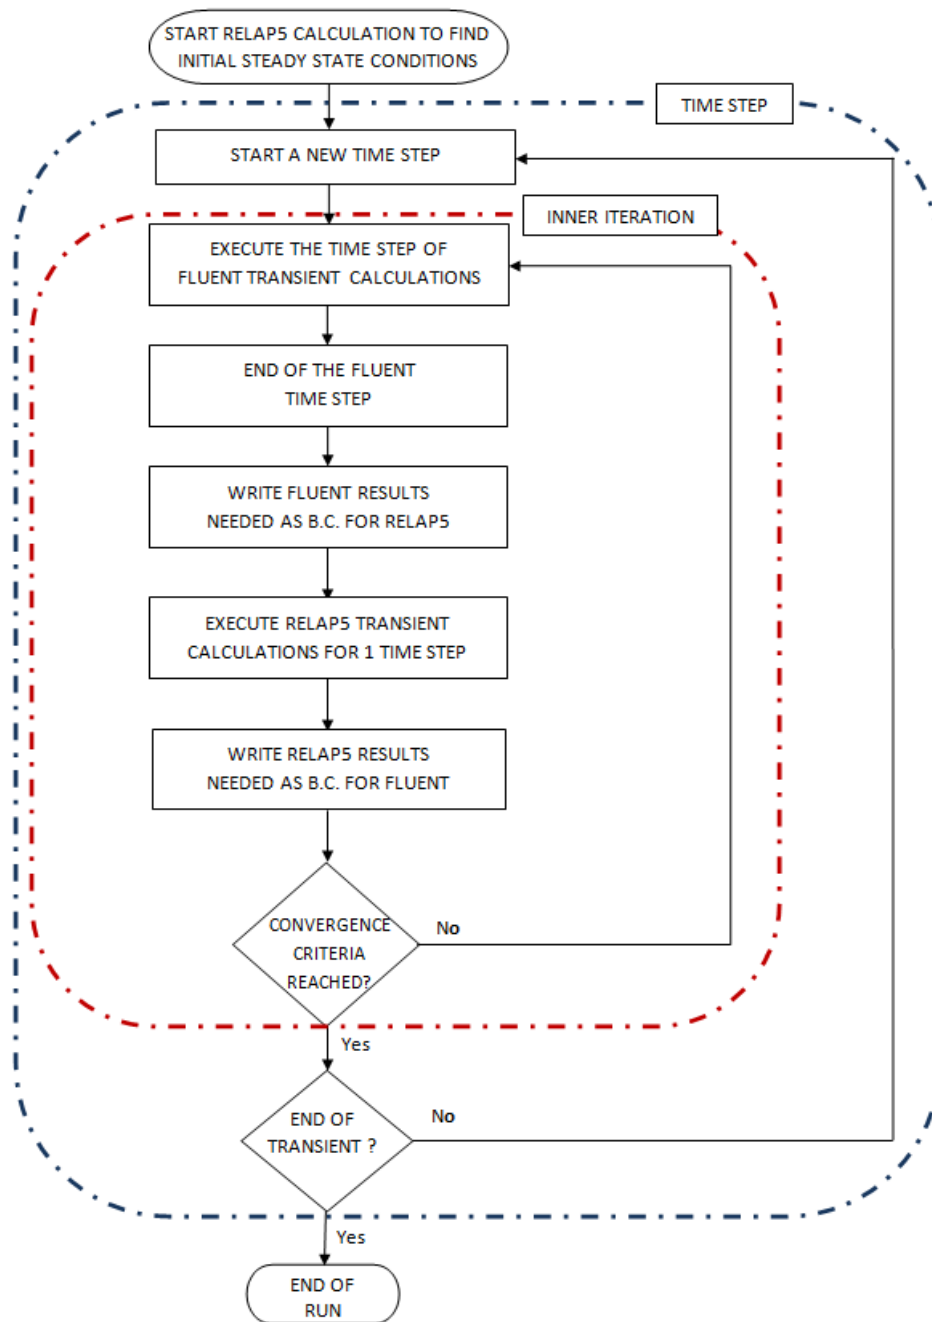 START RELAP5 CALCULATION TO FIND
INITIAL STEADY STATE CONDITIONS
TIME STEP
START A NEW TIME STEP
INNER ITERATION
EXECUTE THE TIME STEP OF
FLUENT TRANSIENT CALCULATIONS
END OF THE FLUENT
TIME STEP
WRITE FLUENT RESULTS
NEEDED AS B.C. FOR RELAP5
EXECUTE RELAP5 TRANSIENT
CALCULATIONS FOR 1 TIME STEP
WRITE RELAP5 RESULTS
NEEDED AS B.C. FOR FLUENT
CONVERGENCE
CRITERIA
REACHED?
No
Yes
END OF
TRANSIENT ?
No
Yes
END OF
RUN